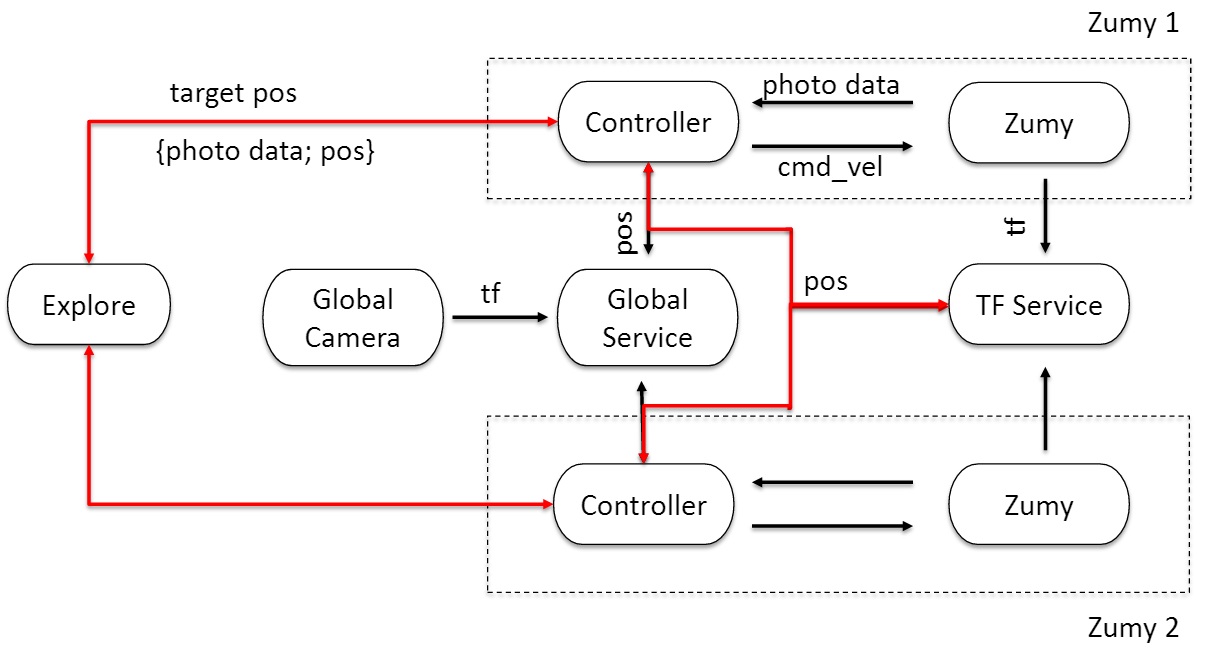 Zumy 1
target pos
{photo data; pos}
Controller
photo data
cmd_vel
Zumy
pos
tf
Explore
Global
Camera
tf
Global
Service
pos
TF Service
Controller
Zumy
Zumy 2